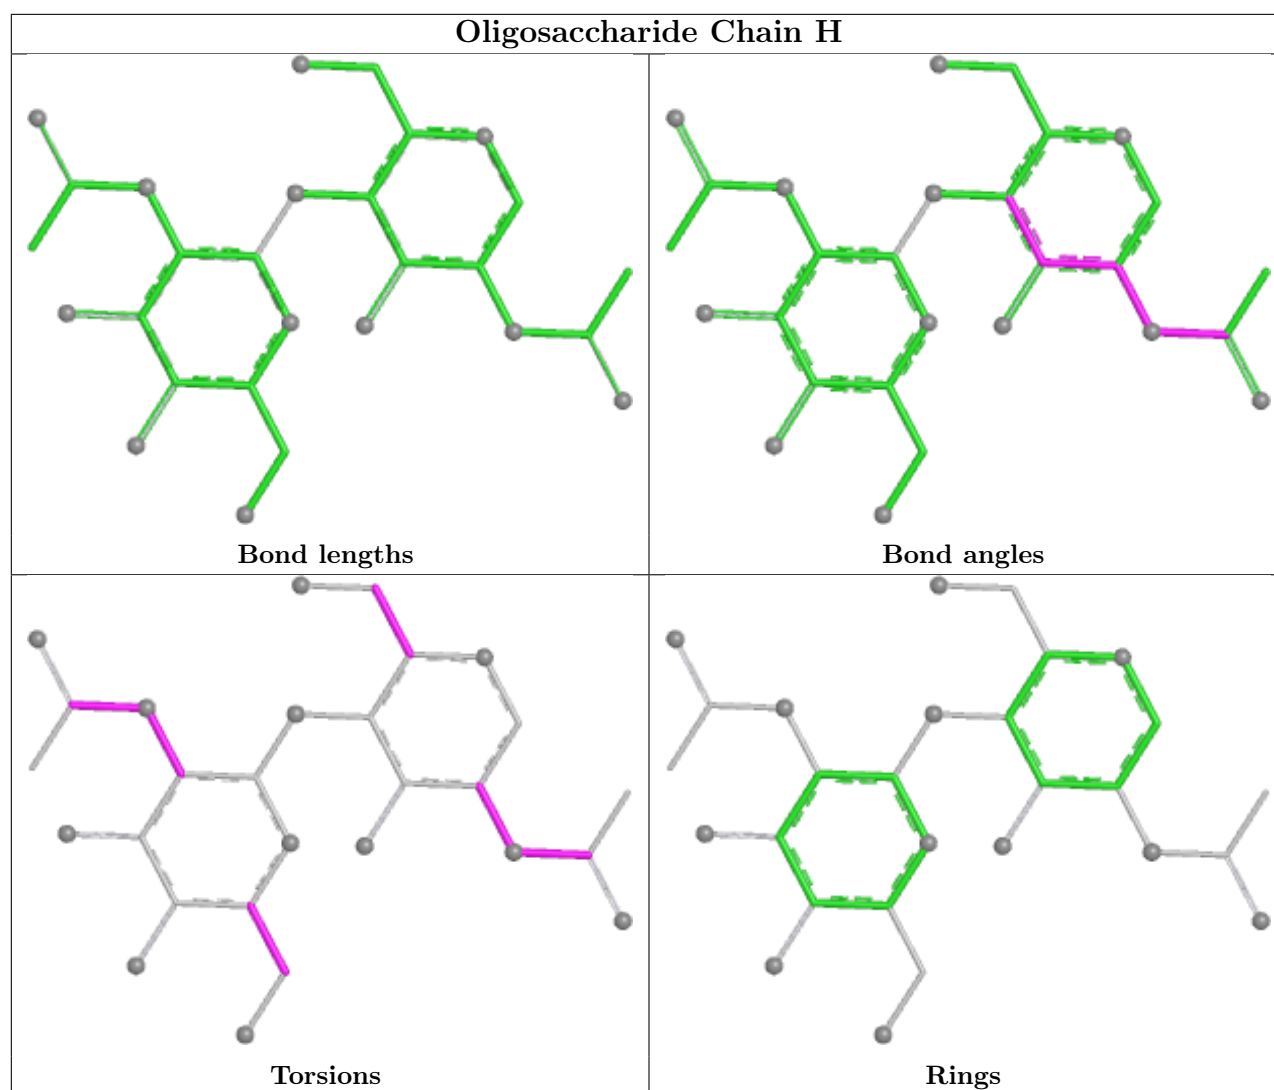 Oligosaccharide Chain H
Bond lengths
Bond angles
Torsions
Rings